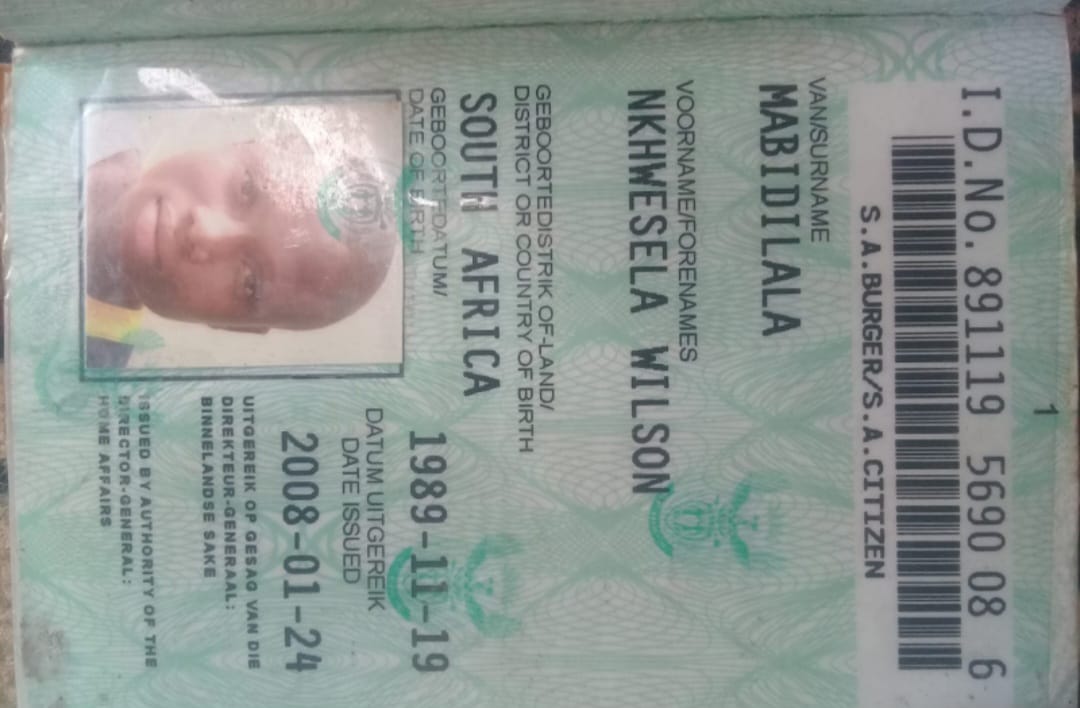 1
I.D.No. 891119 5690 08 6
S.A.BURGER/S.A.CITIZEN
VAN/SURNAME
MABIDILALA
VOORNAME/FORENAMES
NKHWESELA WILSON
GEBOORTEDISTRIK OF-LAND/
DISTRICT OR COUNTRY OF BIRTH
SOUTH AFRICA
GEBOORTEDATUM/
DATE OF BIRTH
1989-11-19
DATUM UITGEREIK
DATE ISSUED
2008-01-24
UITGEREIK OP GESAG VAN DIE
DIREKTEUR-GENERAAL:
BINNELANDSE SAKE
ISSUED BY AUTHORITY OF THE
DIRECTOR-GENERAL:
HOME AFFAIRS